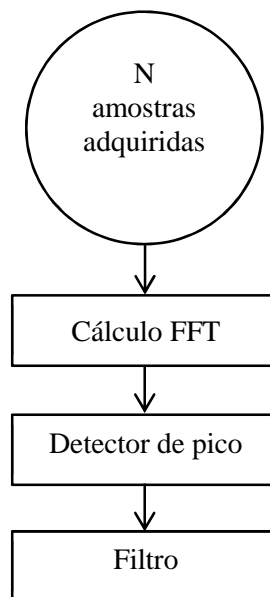 N
amostras
adquiridas
Cálculo FFT
Detector de pico
Filtro